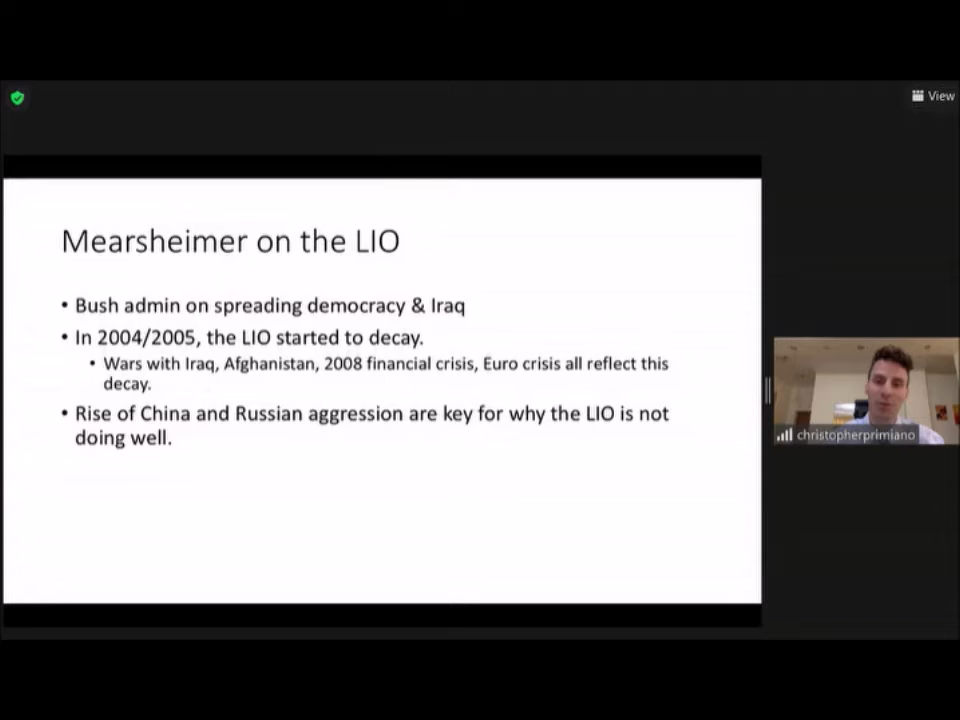 View
Mearsheimer on the LIO
• Bush admin on spreading democracy & Iraq
• In 2004/2005, the LIO started to decay.
• Wars with Iraq, Afghanistan, 2008 financial crisis, Euro crisis all reflect this
decay.
• Rise of China and Russian aggression are key for why the LIO is not
doing well.
christopherprimiano